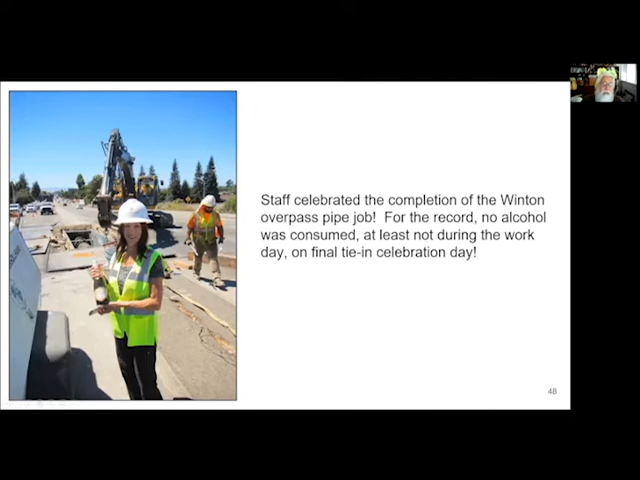 Staff celebrated the completion of the Winton
overpass pipe job! For the record, no alcohol
was consumed, at least not during the work
day, on final tie-in celebration day!
48